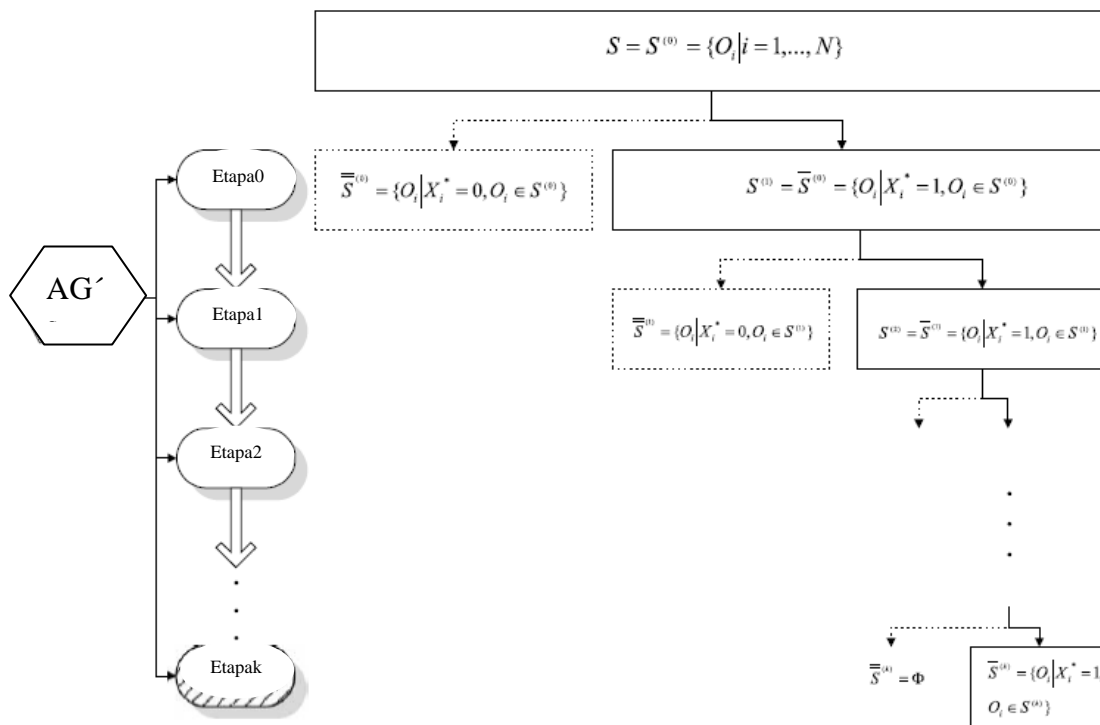 S = S⁽⁰⁾ = {O_i | i = 1,..., N}
Etapa0
S̿⁽⁰⁾ = {O_i | X_i* = 0, O_i ∈ S⁽⁰⁾}
S⁽¹⁾ = S̅⁽⁰⁾ = {O_i | X_i* = 1, O_i ∈ S⁽⁰⁾}
AG´
Etapa1
S̿⁽¹⁾ = {O_i | X_i* = 0, O_i ∈ S⁽¹⁾}
S⁽²⁾ = S̅⁽¹⁾ = {O_i | X_i* = 1, O_i ∈ S⁽¹⁾}
Etapa2
Etapak
S̿⁽ᵏ⁾ = Φ
S̅⁽ᵏ⁾ = {O_i | X_i* = 1,
O_i ∈ S⁽ᵏ⁾}